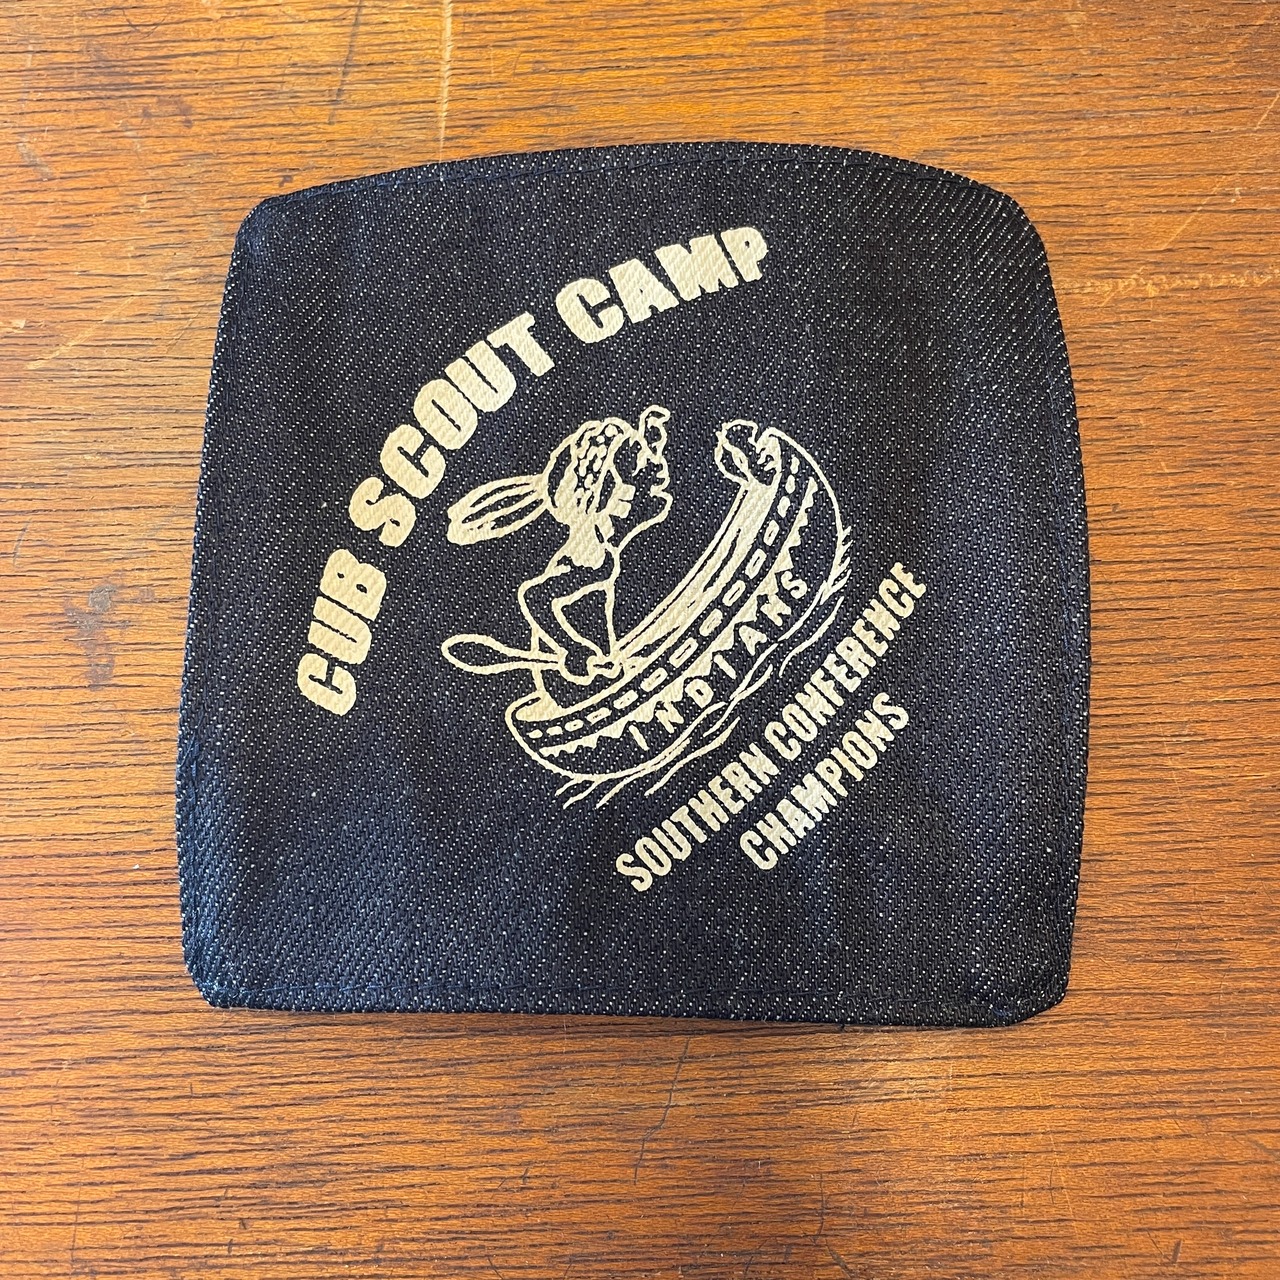 CUB SCOUT CAMP
INDIANS
SOUTHERN CONFERENCE
CHAMPIONS